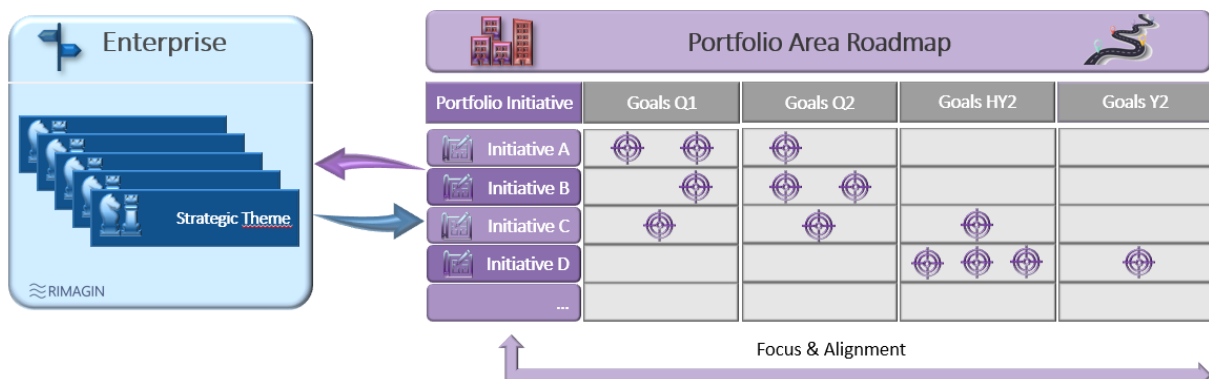 Enterprise
Strategic Theme
RIMAGIN
Portfolio Area Roadmap
Portfolio Initiative Goals Q1 Goals Q2 Goals HY2 Goals Y2
Initiative A
Initiative B
Initiative C
Initiative D
...
Focus & Alignment